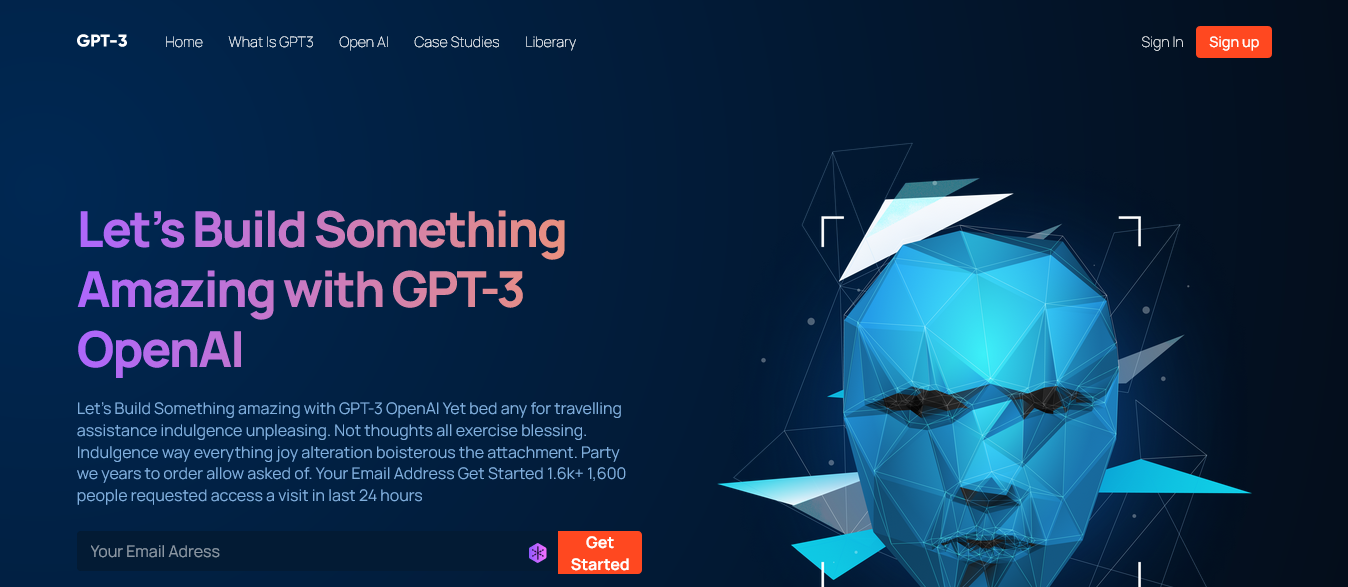 GPT-3 Home What Is GPT3 Open AI Case Studies Liberary Sign In Sign up
Let's Build Something
Amazing with GPT-3
OpenAI
Let's Build Something amazing with GPT-3 OpenAI Yet bed any for travelling
assistance indulgence unpleasing. Not thoughts all exercise blessing.
Indulgence way everything joy alteration boisterous the attachment. Party
we years to order allow asked of. Your Email Address Get Started 1.6k+ 1,600
people requested access a visit in last 24 hours
Your Email Adress
Get
Started